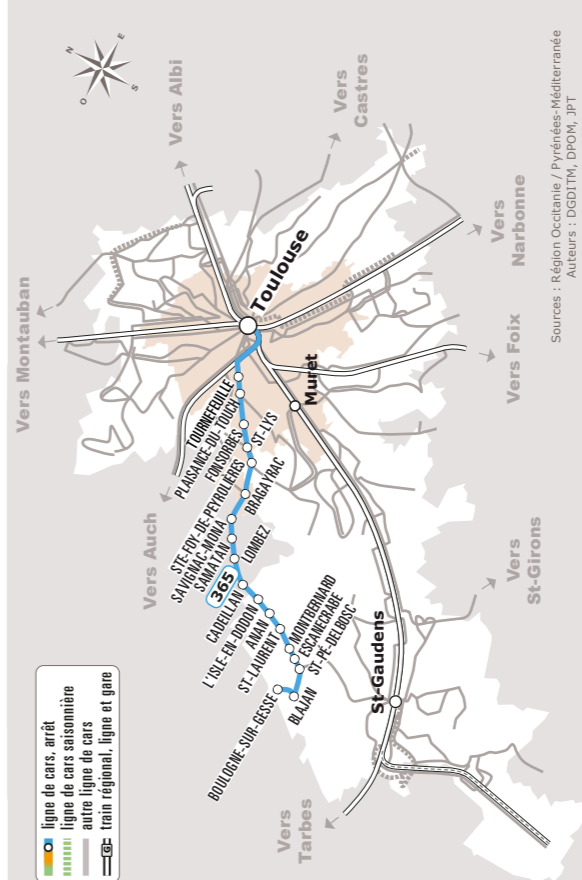 ligne de cars, arrêt
ligne de cars saisonnière
autre ligne de cars
train régional, ligne et gare
N
E
S
O
Vers Montauban
Vers Albi
Vers
Castres
Vers Auch
Toulouse
TOURNEFEUILLE
PLAISANCE-DU-TOUCH
FONSORBES
ST-LYS
STE-FOY-DE-PEYROLIÈRES
BRAGAYRAC
SAVIGNAC-MONA
SAMATAN
LOMBEZ
365
CADEILLAN
L'ISLE-EN-DODON
ANAN
ST-LAURENT
MONTBERNARD
ESCANECRABE
ST-PÉ-DELBOSC
BLAJAN
BOULOGNE-SUR-GESSE
Muret
St-Gaudens
Vers
Narbonne
Vers Foix
Vers
St-Girons
Vers
Tarbes
Sources : Région Occitanie / Pyrénées-Méditerranée
Auteurs : DGDITM, DPOM, JPT